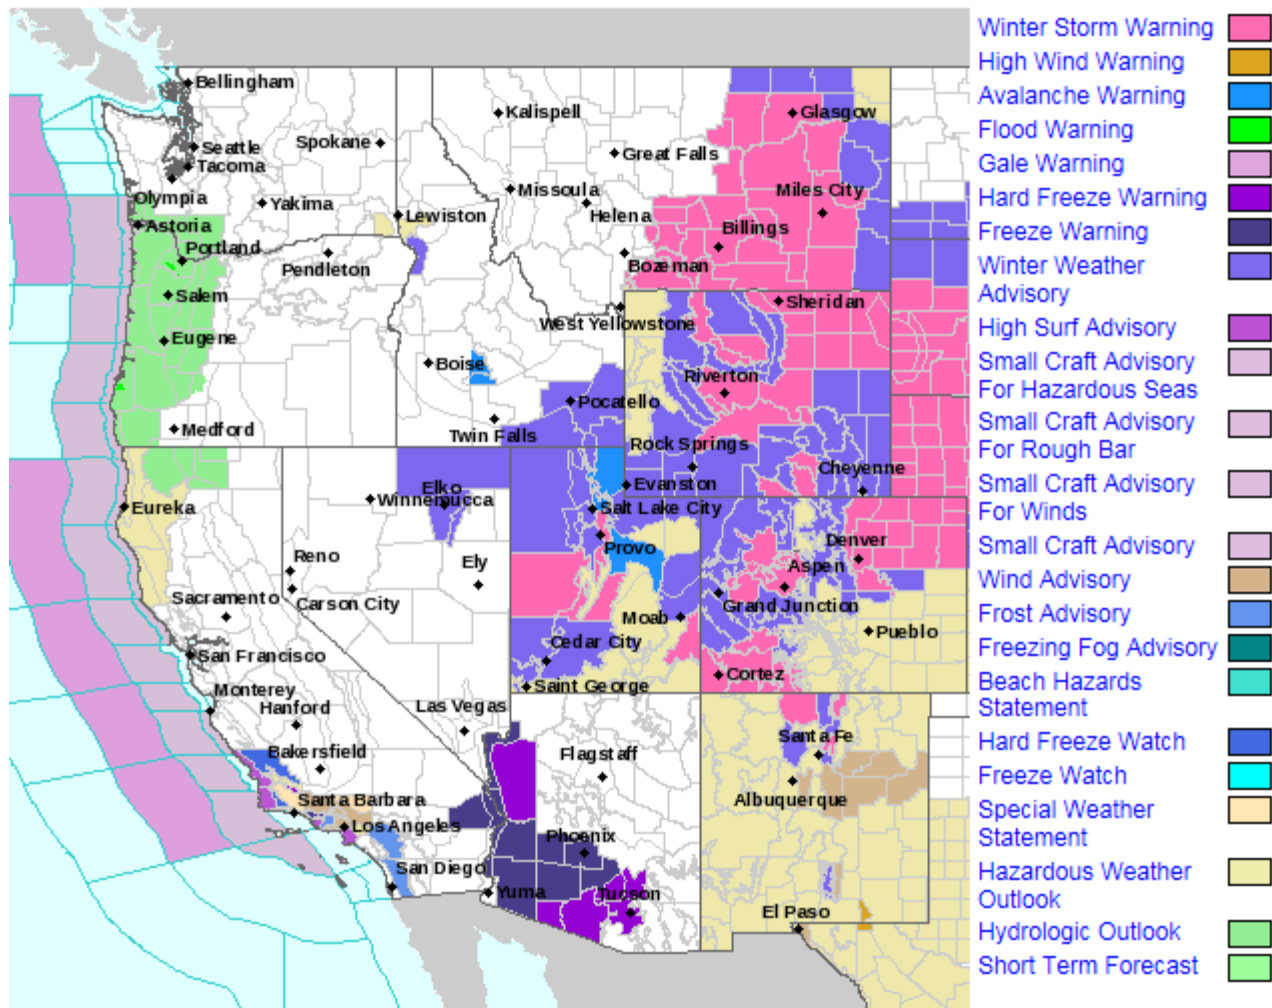 Bellingham
Seattle
Spokane
Tacoma
Olympia
Yakima
Lewiston
Astoria
Portland
Pendleton
Salem
Eugene
Medford
Kalispell
Great Falls
Missoula
Helena
Bozeman
Glasgow
Miles City
Billings
West Yellowstone
Boise
Pocatello
Twin Falls
Sheridan
Riverton
Rock Springs
Cheyenne
Evanston
Eureka
Elko
Winnemucca
Reno
Ely
Carson City
Sacramento
San Francisco
Monterey
Hanford
Las Vegas
Bakersfield
Santa Barbara
Los Angeles
San Diego
Salt Lake City
Provo
Moab
Cedar City
Saint George
Denver
Aspen
Grand Junction
Pueblo
Cortez
Flagstaff
Phoenix
Yuma
Tucson
Santa Fe
Albuquerque
El Paso
Winter Storm Warning
High Wind Warning
Avalanche Warning
Flood Warning
Gale Warning
Hard Freeze Warning
Freeze Warning
Winter Weather
Advisory
High Surf Advisory
Small Craft Advisory
For Hazardous Seas
Small Craft Advisory
For Rough Bar
Small Craft Advisory
For Winds
Small Craft Advisory
Wind Advisory
Frost Advisory
Freezing Fog Advisory
Beach Hazards
Statement
Hard Freeze Watch
Freeze Watch
Special Weather
Statement
Hazardous Weather
Outlook
Hydrologic Outlook
Short Term Forecast